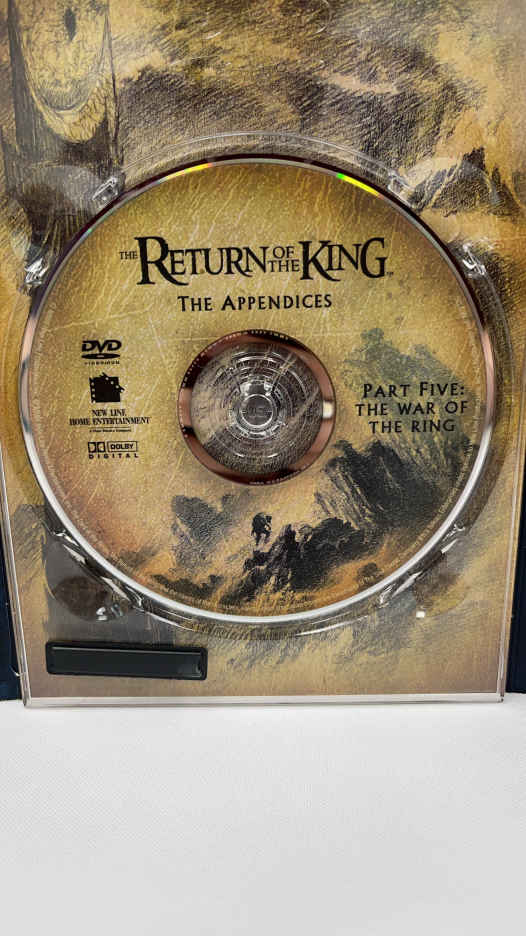 THE RETURN OF THE KING™
THE APPENDICES
DVD
VIDEO
NEW LINE
HOME ENTERTAINMENT
DOLBY
DIGITAL
PART FIVE:
THE WAR OF
THE RING